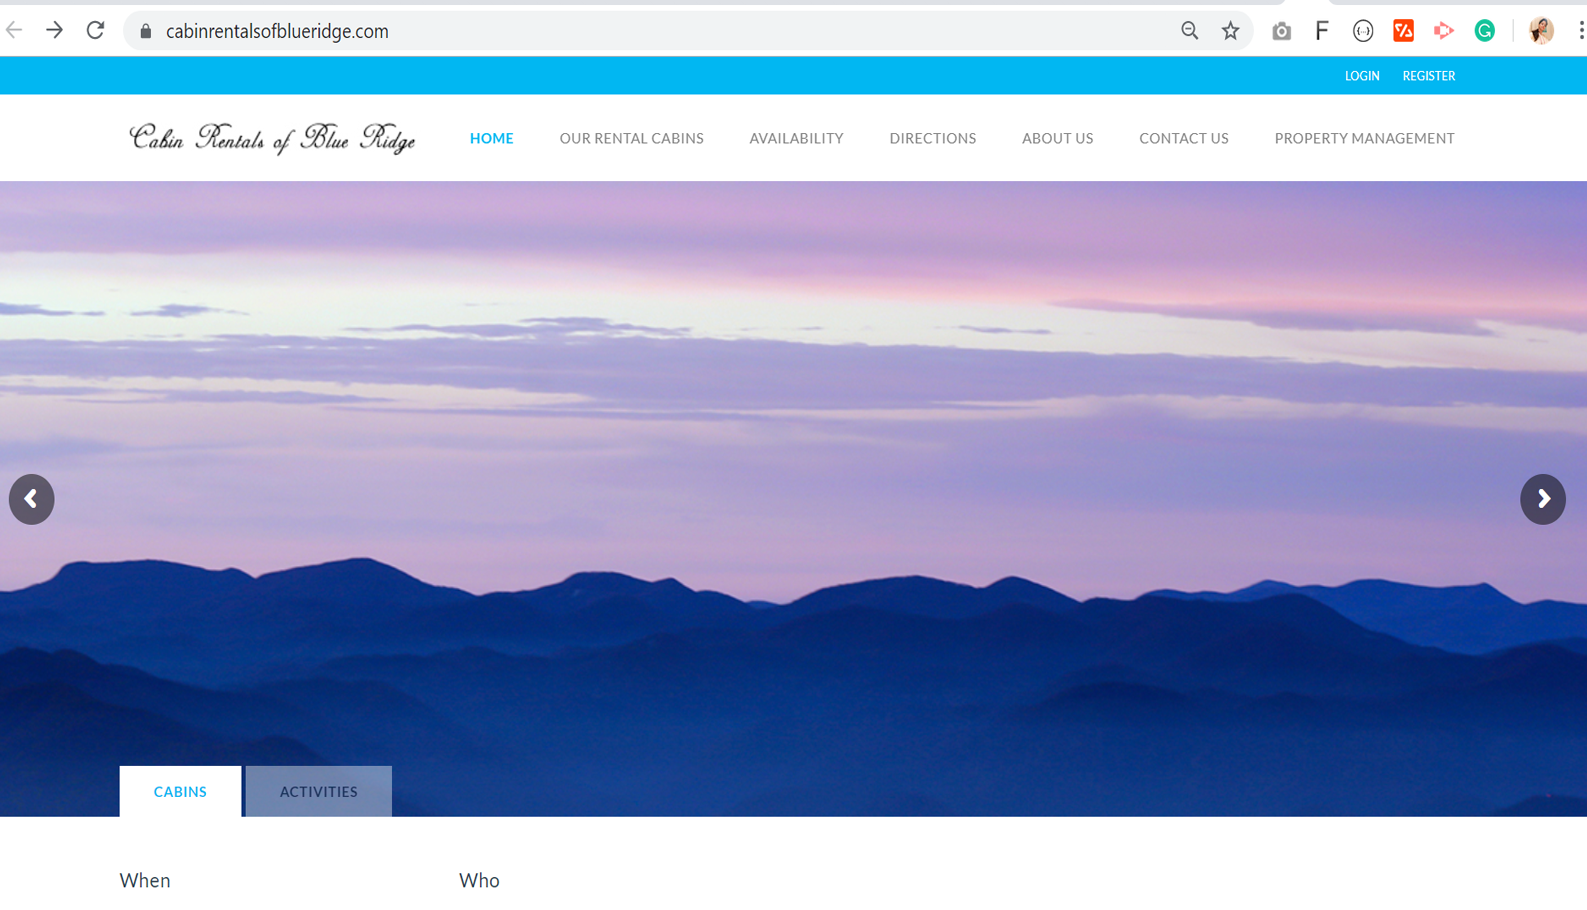 cabinrentalsofblueridge.com
F
LOGIN REGISTER
Cabin Rentals of Blue Ridge
HOME OUR RENTAL CABINS AVAILABILITY DIRECTIONS ABOUT US CONTACT US PROPERTY MANAGEMENT
CABINS ACTIVITIES
When Who